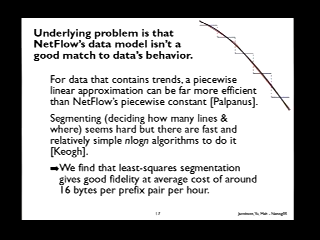 Underlying problem is that
NetFlow's data model isn't a
good match to data's behavior.
For data that contains trends, a piecewise
linear approximation can be far more efficient
than NetFlow's piecewise constant [Palpanus].
Segmenting (deciding how many lines &
where) seems hard but there are fast and
relatively simple nlogn algorithms to do it
[Keogh].
➡We find that least-squares segmentation
gives good fidelity at average cost of around
16 bytes per prefix pair per hour.